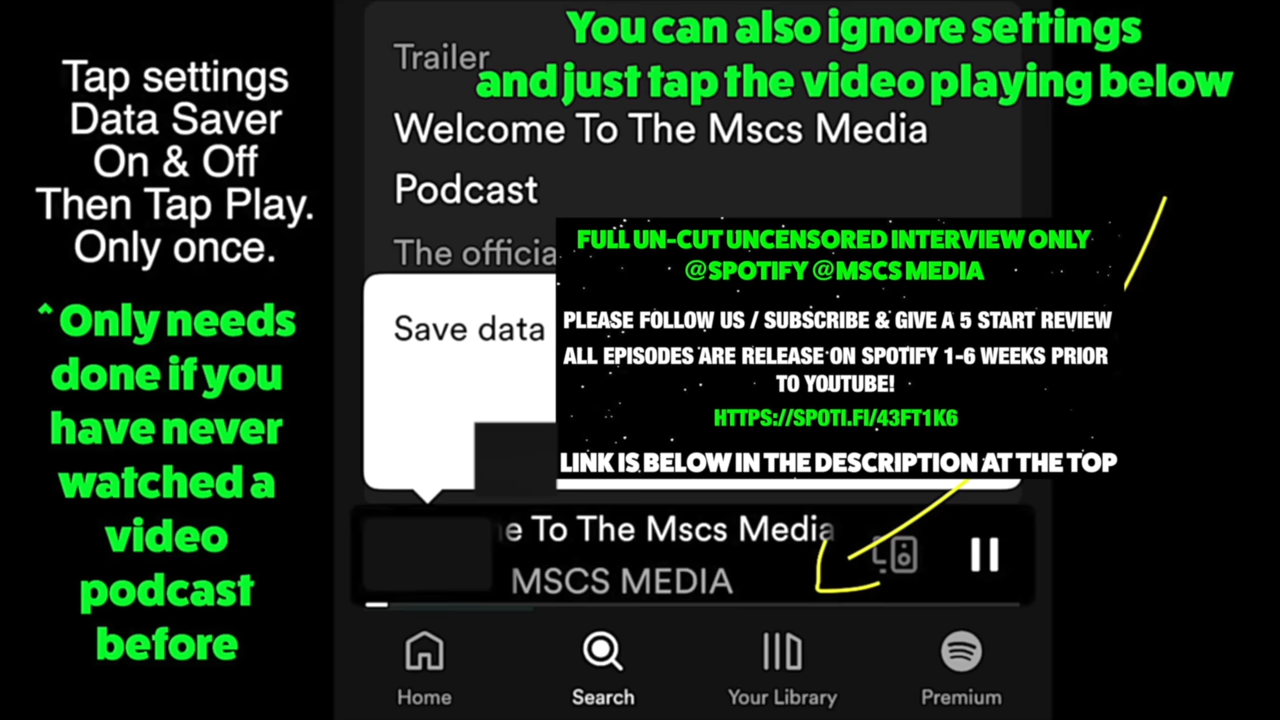 Tap settings
Data Saver
On & Off
Then Tap Play.
Only once.
^ Only needs
done if you
have never
watched a
video
podcast
before
You can also ignore settings
and just tap the video playing below
Trailer
Welcome To The Mscs Media
Podcast
The officia
Save data
FULL UN-CUT UNCENSORED INTERVIEW ONLY
@SPOTIFY @MSCS MEDIA
PLEASE FOLLOW US / SUBSCRIBE & GIVE A 5 START REVIEW
ALL EPISODES ARE RELEASE ON SPOTIFY 1-6 WEEKS PRIOR
TO YOUTUBE!
HTTPS://SPOTI.FI/43FT1K6
LINK IS BELOW IN THE DESCRIPTION AT THE TOP
e To The Mscs Media
MSCS MEDIA
Home
Search
Your Library
Premium